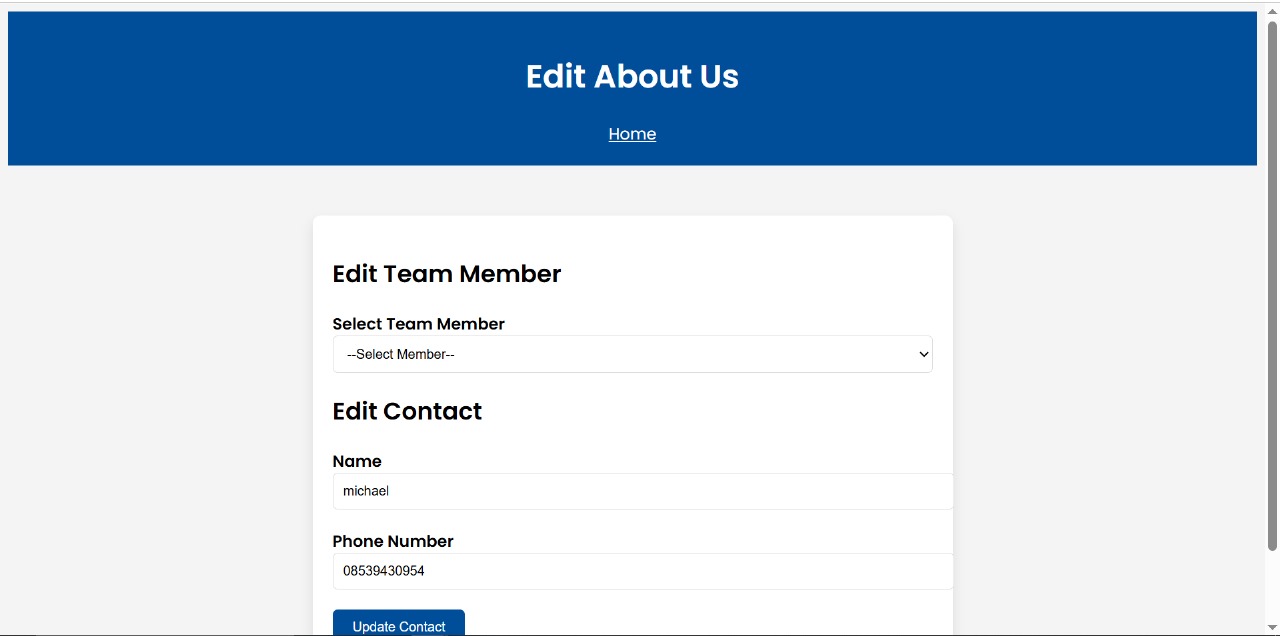 Edit About Us
Home
Edit Team Member
Select Team Member
--Select Member--
Edit Contact
Name
michael
Phone Number
08539430954
Update Contact